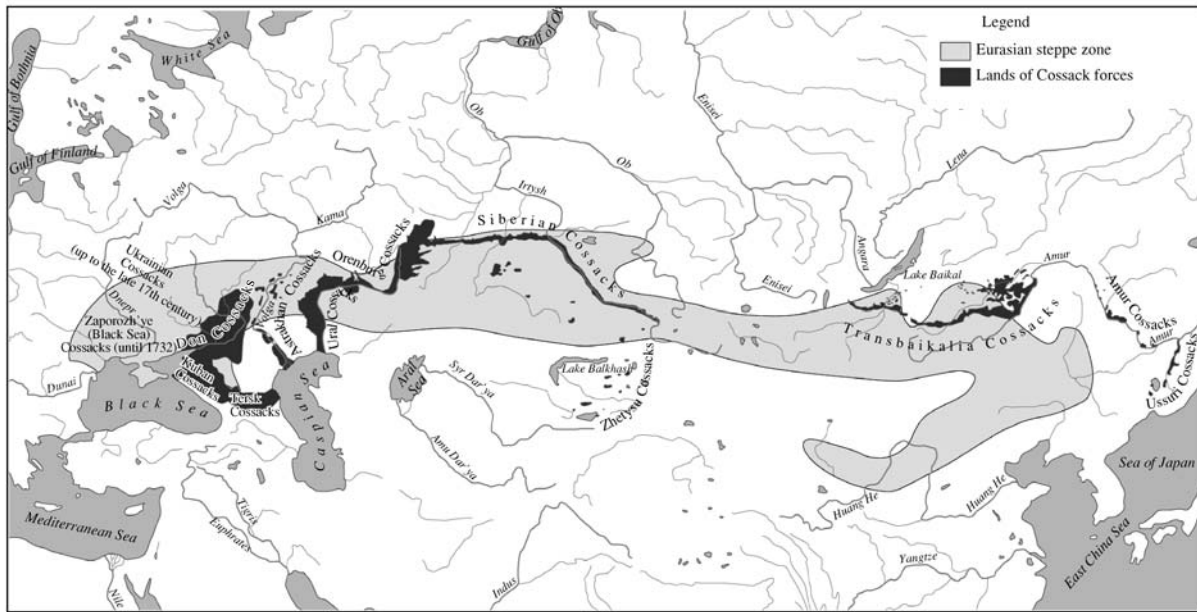 Legend
Eurasian steppe zone
Lands of Cossack forces
Gulf of Bothnia
White Sea
Gulf of Ob
Gulf of Finland
Volga
Kama
Ob
Ob
Irtysh
Enisei
Lena
Angara
Enisei
Lake Baikal
Amur
Amur
Ukrainian
Cossacks
(up to the late 17th century)
Dnepr
Zaporozh'ye
(Black Sea)
Cossacks (until 1732)
Don Cossacks
Volga
Astrakhan' Cossacks
Ural Cossacks
Orenburg Cossacks
Siberian Cossacks
Transbaikalia Cossacks
Amur Cossacks
Ussuri Cossacks
Kuban
Cossacks
Tersk
Cossacks
Zhetysu Cossacks
Dunai
Black Sea
Caspian Sea
Aral
Sea
Syr Dar'ya
Amu Dar'ya
Lake Balkhash
Mediterranean Sea
Tigris
Euphrates
Nile
Indus
Huang He
Huang He
Yangtze
Sea of Japan
East China Sea